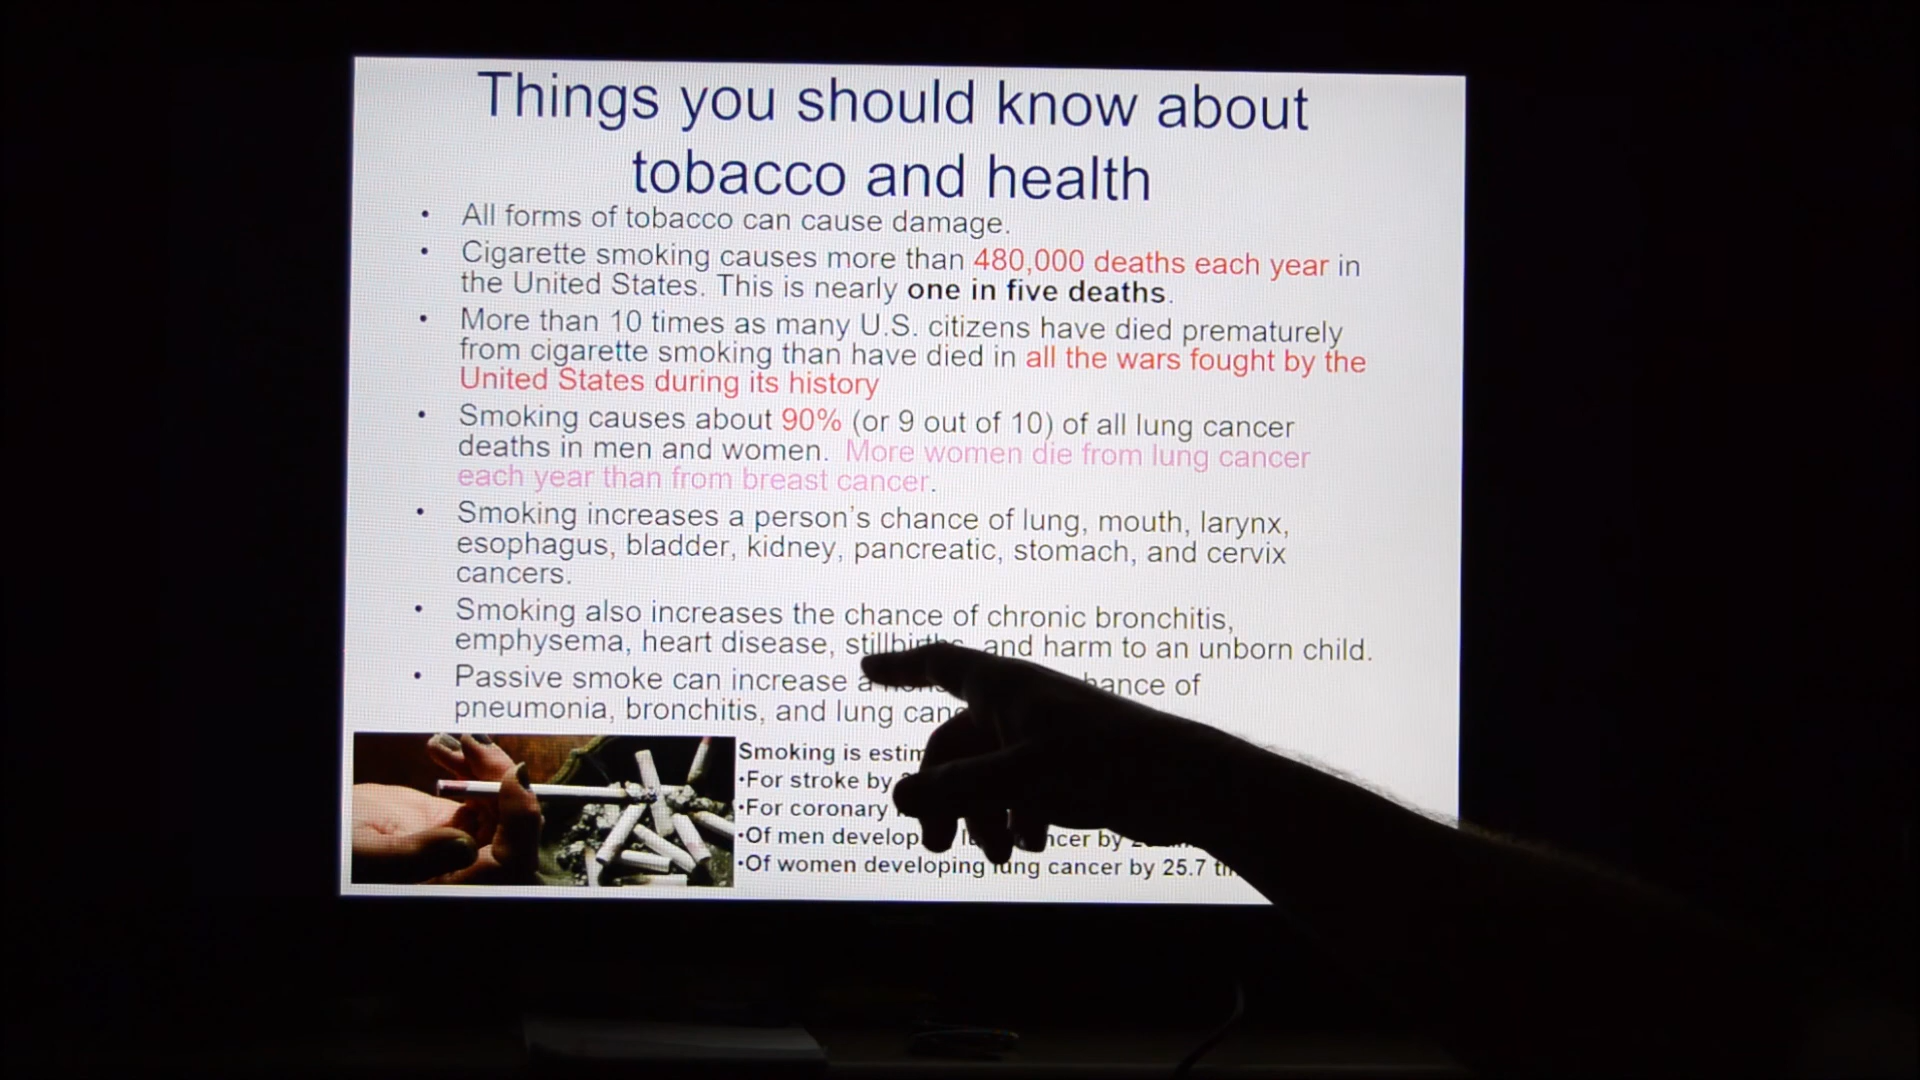 Things you should know about
tobacco and health
• All forms of tobacco can cause damage.
• Cigarette smoking causes more than 480,000 deaths each year in
the United States. This is nearly one in five deaths.
• More than 10 times as many U.S. citizens have died prematurely
from cigarette smoking than have died in all the wars fought by the
United States during its history
• Smoking causes about 90% (or 9 out of 10) of all lung cancer
deaths in men and women. More women die from lung cancer
each year than from breast cancer.
• Smoking increases a person's chance of lung, mouth, larynx,
esophagus, bladder, kidney, pancreatic, stomach, and cervix
cancers.
• Smoking also increases the chance of chronic bronchitis,
emphysema, heart disease, stillbirths, and harm to an unborn child.
• Passive smoke can increase a of
pneumonia, bronchitis, and lung
Smoking is
•For stroke by
•For coronary
•Of men by
•Of women developing lung cancer by 25.7